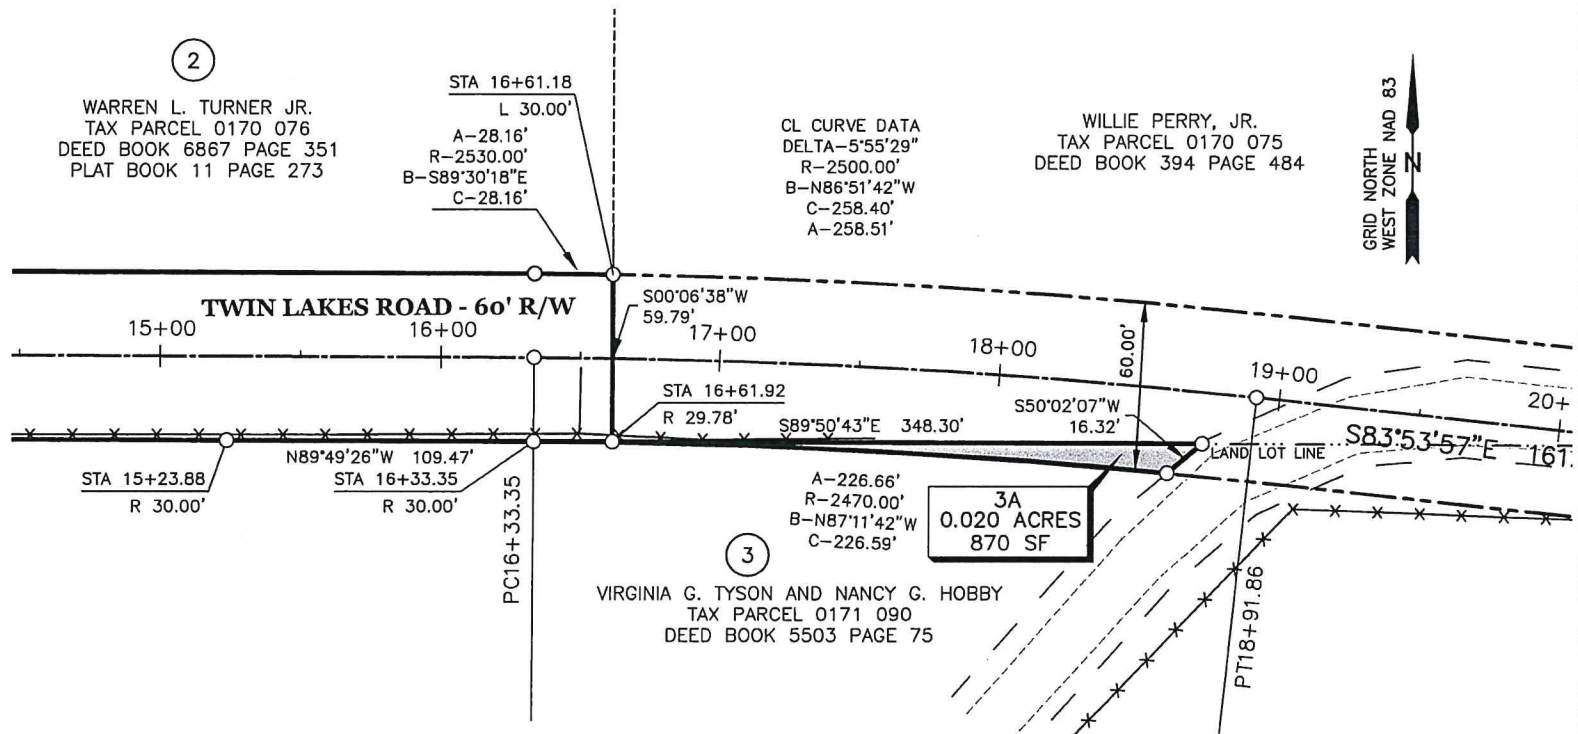 2
WARREN L. TURNER JR.
TAX PARCEL 0170 076
DEED BOOK 6867 PAGE 351
PLAT BOOK 11 PAGE 273
STA 16+61.18
L 30.00'
A-28.16'
R-2530.00'
B-S89°30'18"E
C-28.16'
CL CURVE DATA
DELTA-5°55'29"
R-2500.00'
B-N86°51'42"W
C-258.40'
A-258.51'
WILLIE PERRY, JR.
TAX PARCEL 0170 075
DEED BOOK 394 PAGE 484
GRID NORTH
WEST ZONE NAD 83
N
TWIN LAKES ROAD - 60' R/W
S00°06'38"W
59.79'
15+00
16+00
17+00
18+00
19+00
20+
60.00'
STA 16+61.92
R 29.78'
S89°50'43"E 348.30'
S50°02'07"W
16.32'
LAND LOT LINE
S83°53'57"E 161.
N89°49'26"W 109.47'
STA 15+23.88
R 30.00'
STA 16+33.35
R 30.00'
PC16+33.35
A-226.66'
R-2470.00'
B-N87°11'42"W
C-226.59'
3A
0.020 ACRES
870 SF
3
VIRGINIA G. TYSON AND NANCY G. HOBBY
TAX PARCEL 0171 090
DEED BOOK 5503 PAGE 75
PT18+91.86